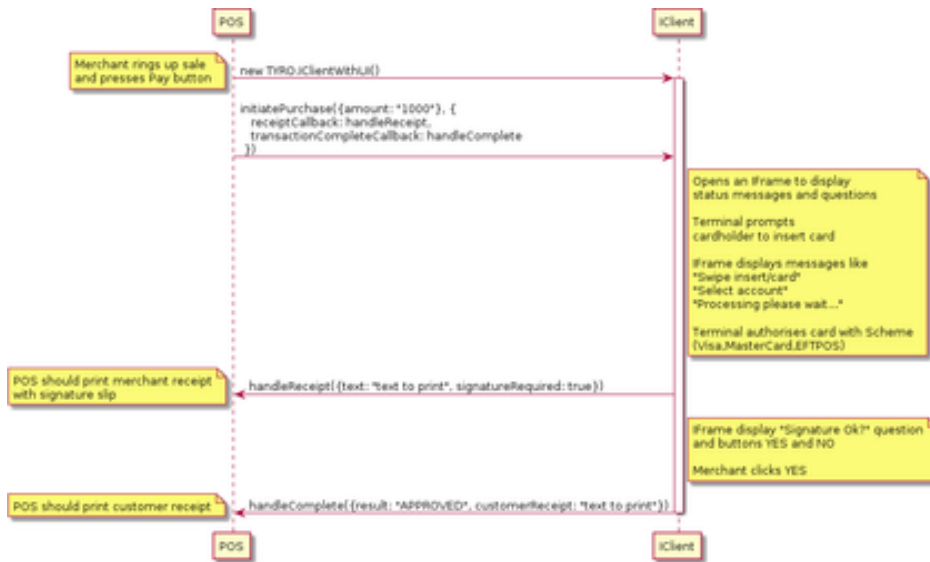 POS
IClient
Merchant rings up sale
and presses Pay button
new TYRO.IClientWithUI()
initiatePurchase({amount: "1000"}, {
receiptCallback: handleReceipt,
transactionCompleteCallback: handleComplete
})
Opens an IFrame to display
status messages and questions
Terminal prompts
cardholder to insert card
IFrame displays messages like
"Swipe insert/card"
"Select account"
"Processing please wait..."
Terminal authorises card with Scheme
(Visa,MasterCard,EFTPOS)
POS should print merchant receipt
with signature slip
handleReceipt({text: "text to print", signatureRequired: true})
IFrame display "Signature Ok?" question
and buttons YES and NO
Merchant clicks YES
POS should print customer receipt
handleComplete({result: "APPROVED", customerReceipt: "text to print"})
POS
IClient